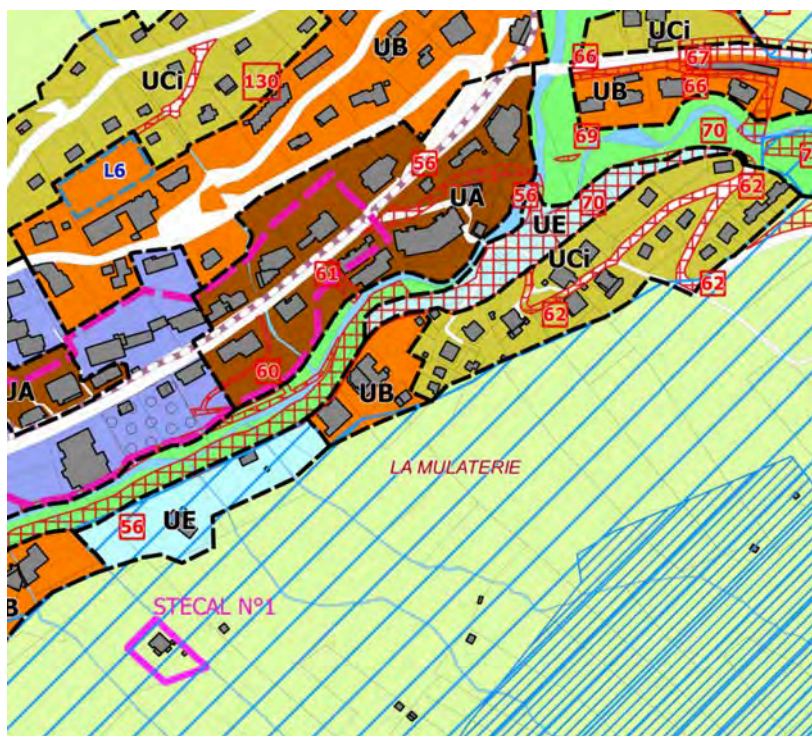 UCi
66
67
UB
UCi
130
UB
66
69
70
L6
56
UA
56
70
62
UE
UCi
61
62
62
60
UA
UB
LA MULATERIE
56
UE
B
STECAL N°1